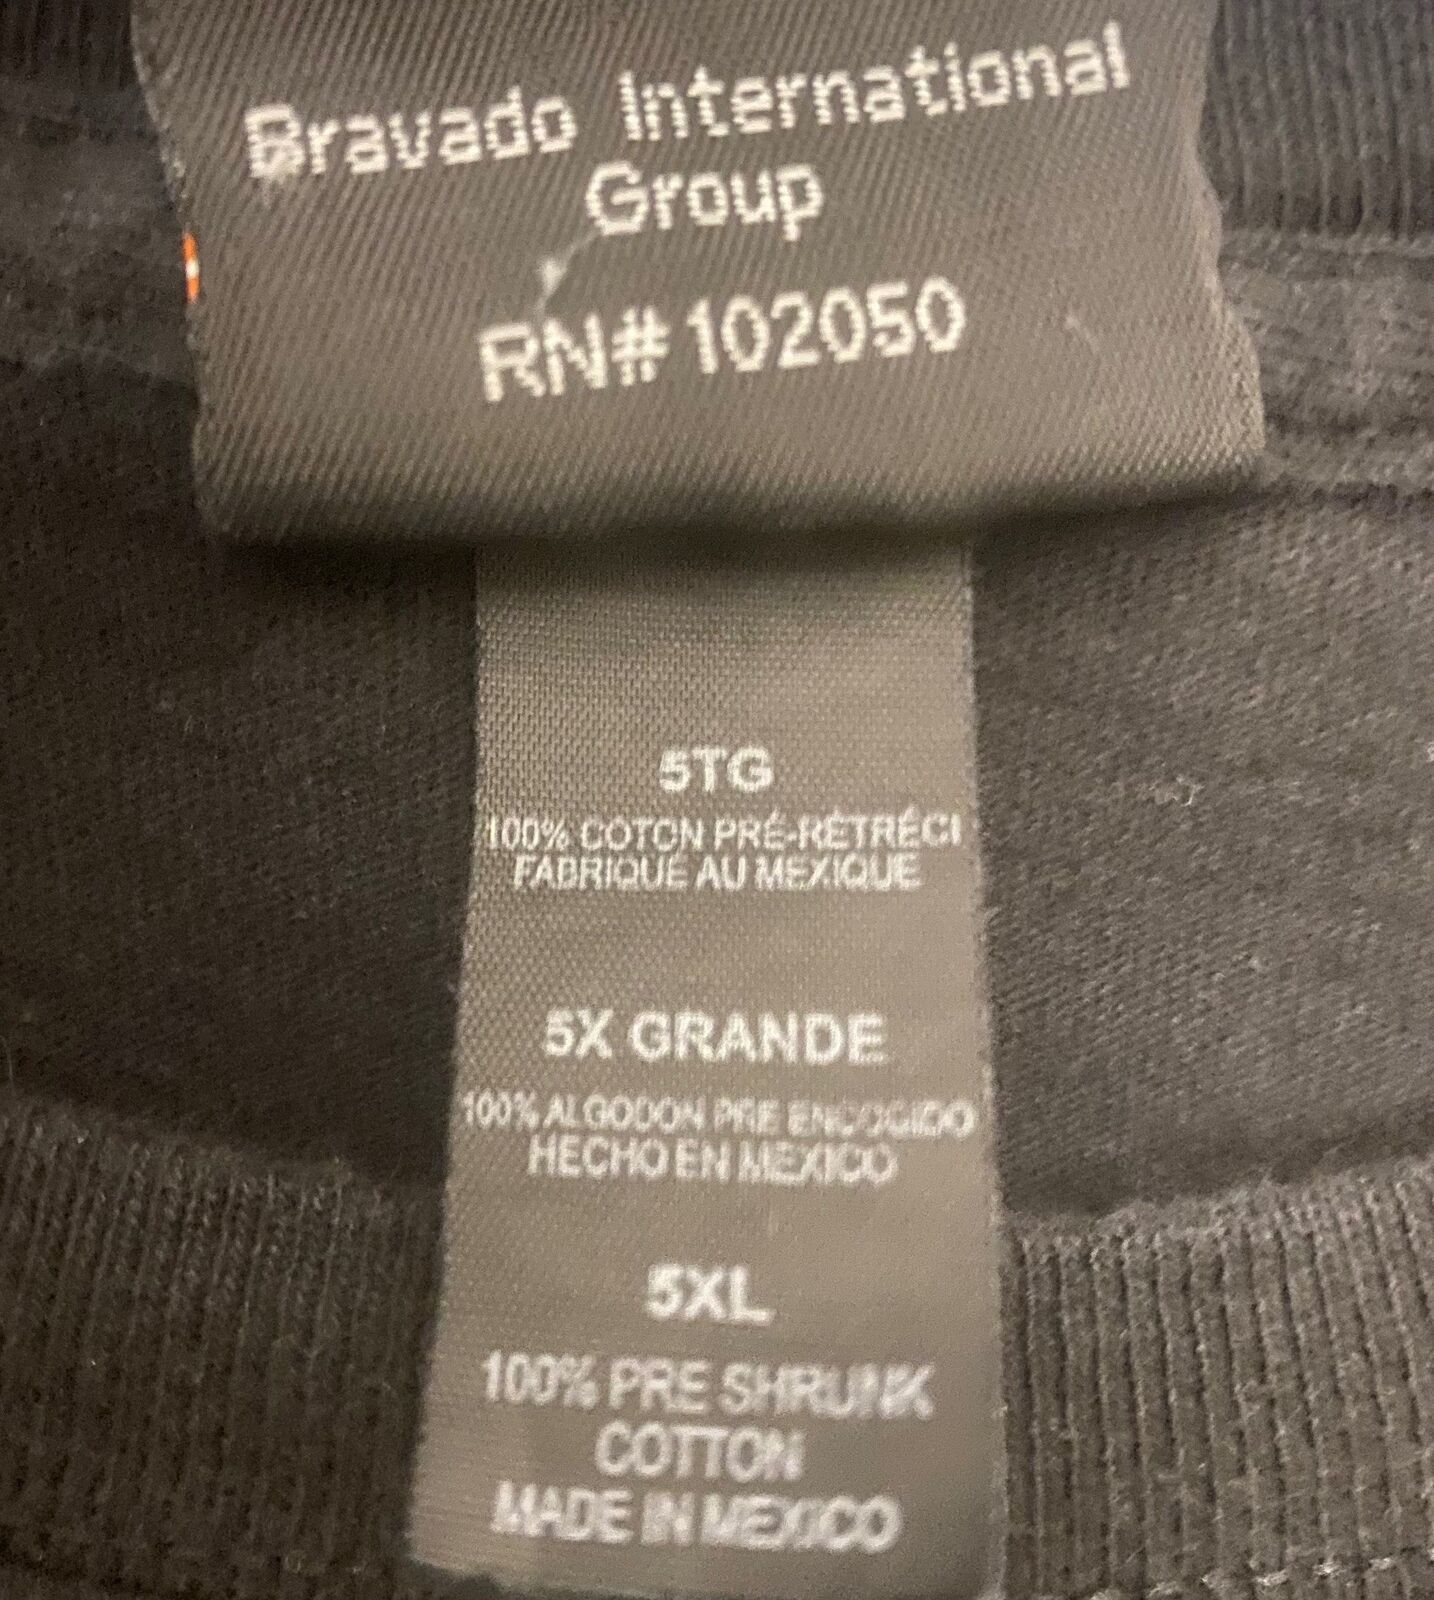 Bravado International
Group
RN#102050
5TG
100% COTON PRÉ-RÉTRÉCI
FABRIQUÉ AU MEXIQUE
5X GRANDE
100% ALGODON PRE ENCOGIDO
HECHO EN MEXICO
5XL
100% PRE SHRUNK
COTTON
MADE IN MEXICO